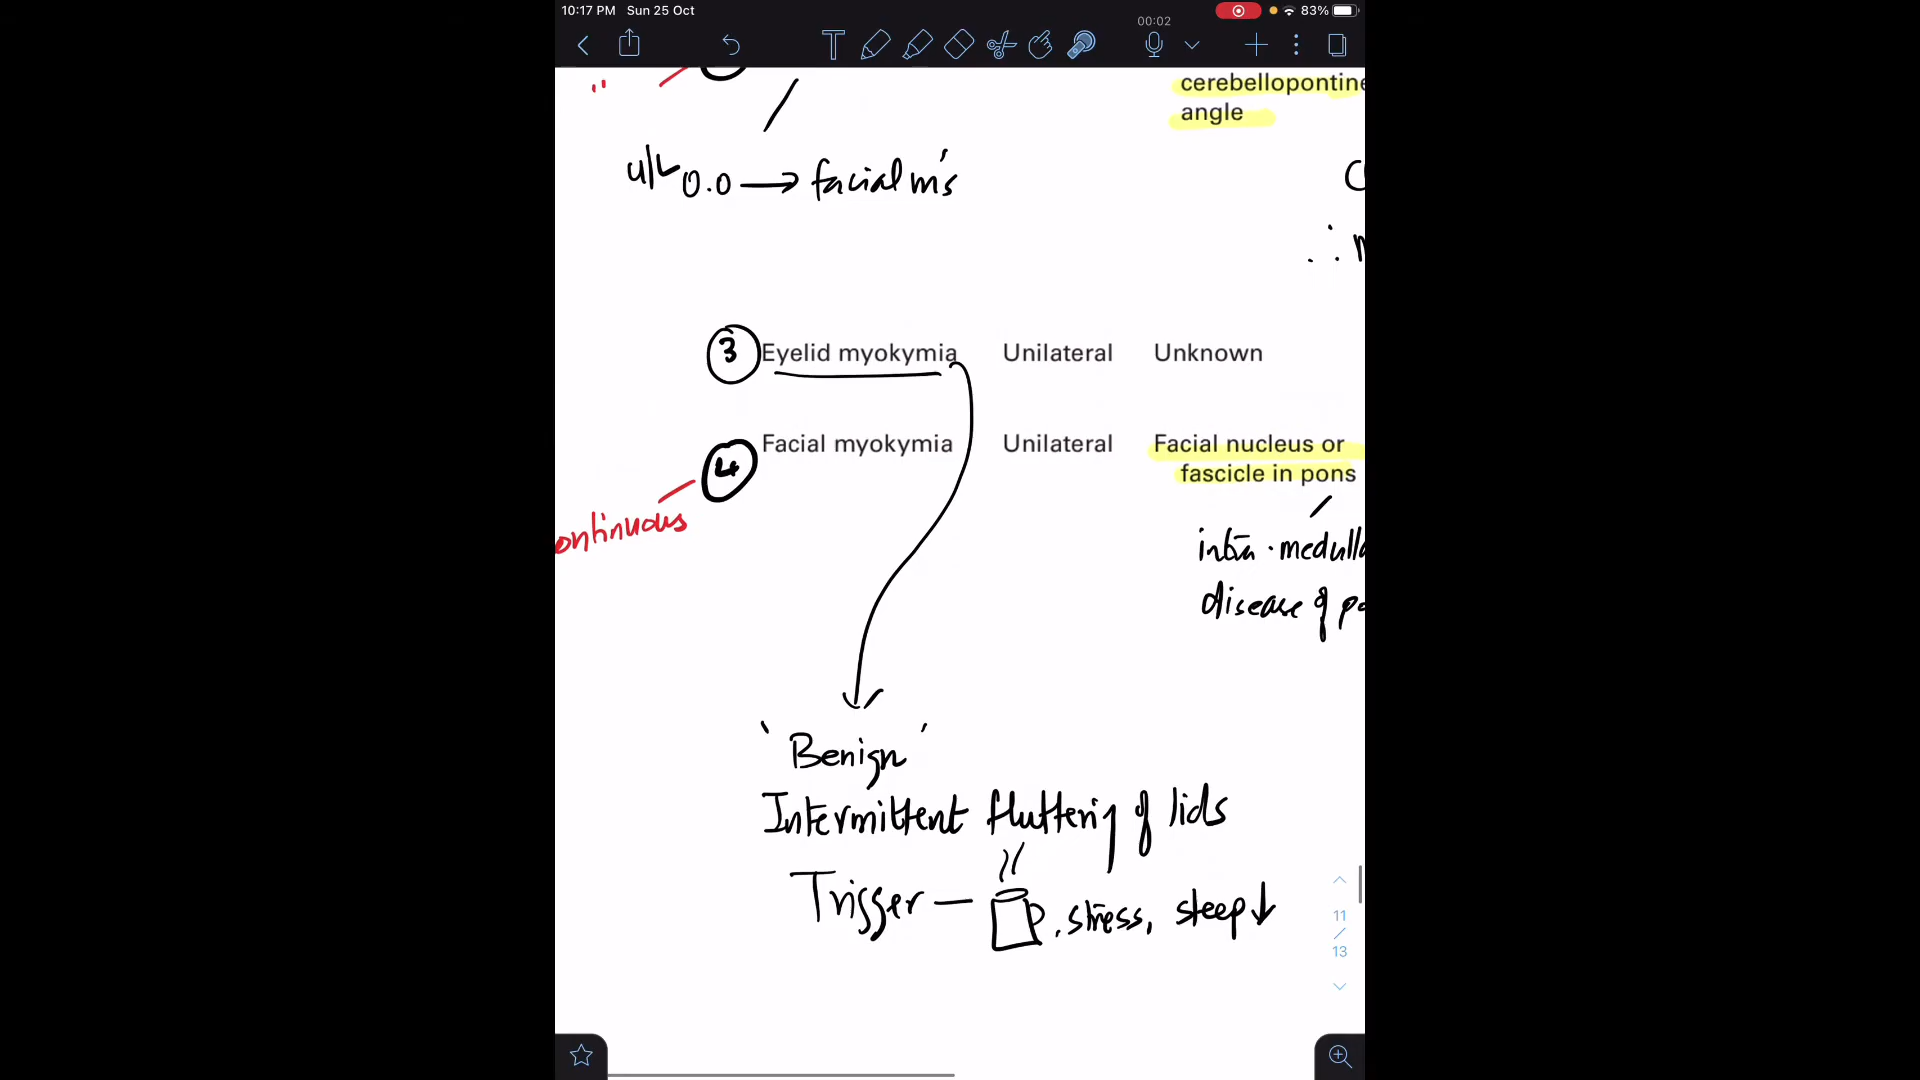 10:17 PM Sun 25 Oct
83%
00:02
T
cerebellopontine
angle
u/L O.O → facial m's
3 Eyelid myokymia Unilateral Unknown
4 Facial myokymia Unilateral Facial nucleus or
fascicle in pons
ontinuous
intra.medulla
disease of po
'Benign'
Intermittent fluttering of lids
Trigger — , stress, sleep↓
11
/
13